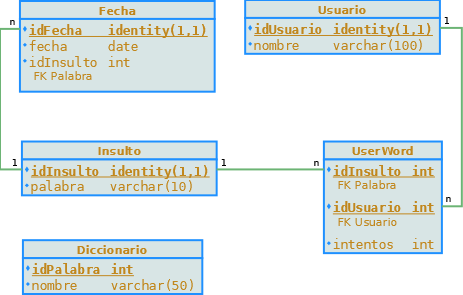 Fecha
n
idFecha identity(1,1)
fecha date
idInsulto int
FK Palabra
Usuario
1
idUsuario identity(1,1)
nombre varchar(100)
Insulto
1
1
idInsulto identity(1,1)
palabra varchar(10)
UserWord
n
idInsulto int
FK Palabra
n
idUsuario int
FK Usuario
intentos int
Diccionario
idPalabra int
nombre varchar(50)